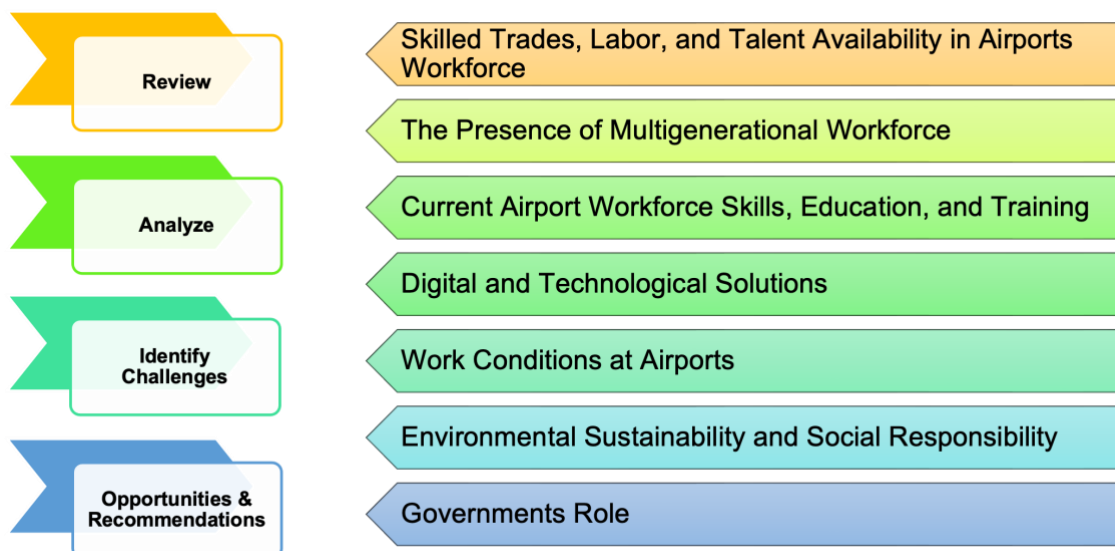 Review
Analyze
Identify
Challenges
Opportunities &
Recommendations
Skilled Trades, Labor, and Talent Availability in Airports
Workforce
The Presence of Multigenerational Workforce
Current Airport Workforce Skills, Education, and Training
Digital and Technological Solutions
Work Conditions at Airports
Environmental Sustainability and Social Responsibility
Governments Role